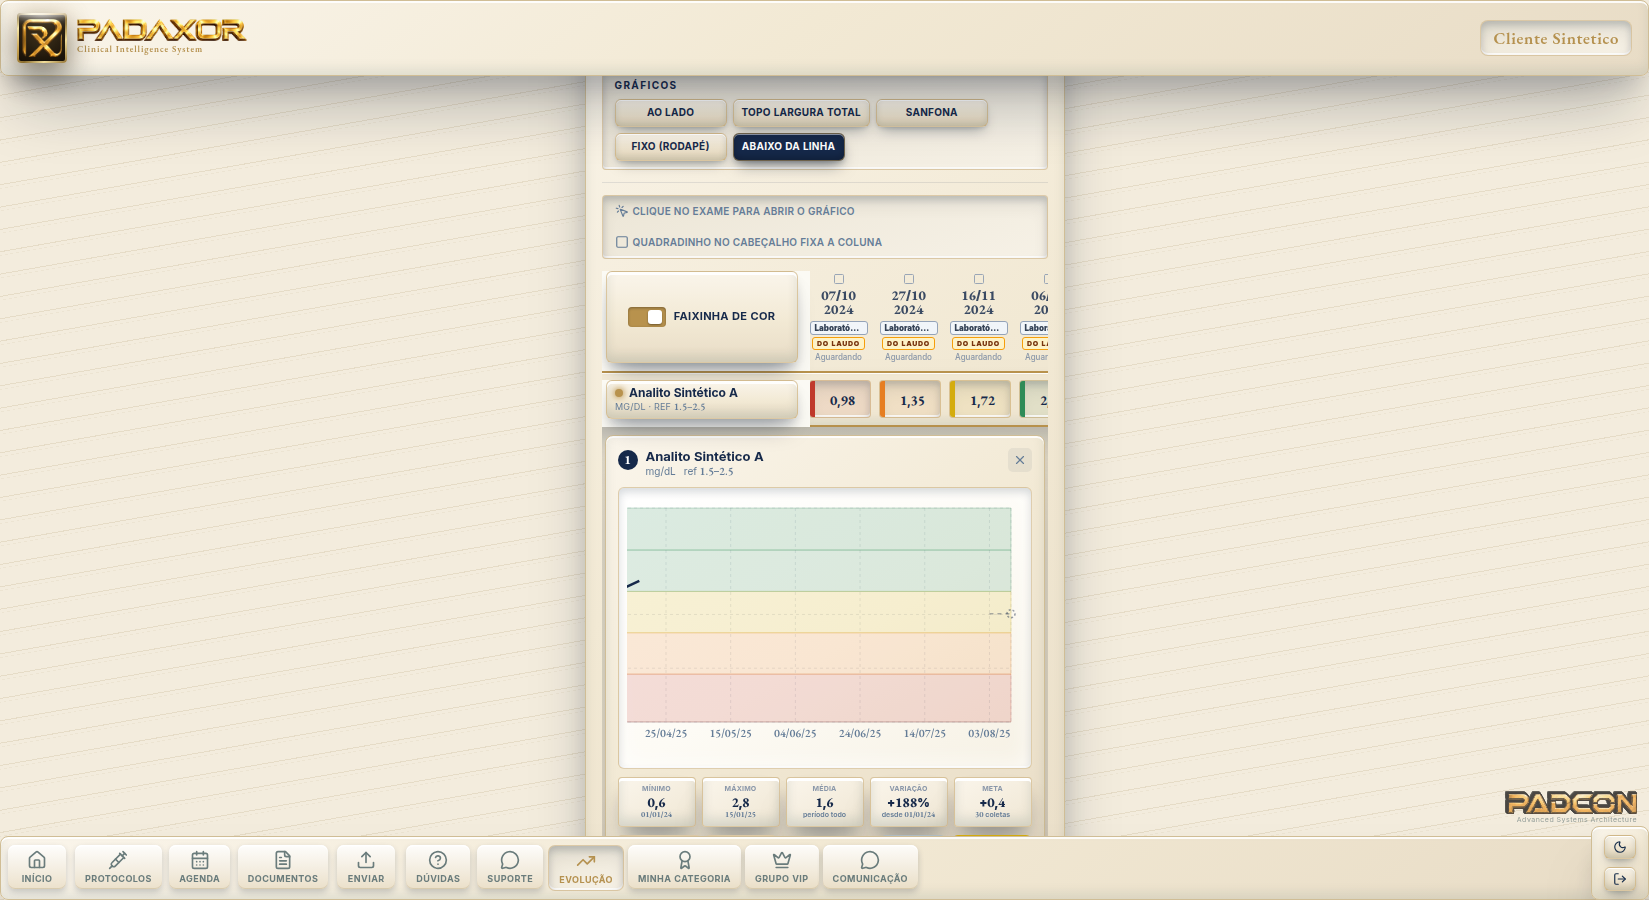 PADAXOR
Clinical Intelligence System
Cliente Sintetico
GRÁFICOS
AO LADO
TOPO LARGURA TOTAL
SANFONA
FIXO (RODAPÉ)
ABAIXO DA LINHA
CLIQUE NO EXAME PARA ABRIR O GRÁFICO
QUADRADINHO NO CABEÇALHO FIXA A COLUNA
FAIXINHA DE COR
07/10 27/10 16/11 06/
2024 2024 2024 20
Laborató... Laborató... Laborató... Labor
DO LAUDO DO LAUDO DO LAUDO DO LA
Aguardando Aguardando Aguardando Aguar
Analito Sintético A
MG/DL · REF 1.5–2.5
0,98 1,35 1,72 2,
1 Analito Sintético A
mg/dL ref 1.5–2.5
25/04/25 15/05/25 04/06/25 24/06/25 14/07/25 03/08/25
MÍNIMO MÁXIMO MÉDIA VARIAÇÃO META
0,6 2,8 1,6 +188% +0,4
01/01/24 15/01/25 período todo desde 01/01/24 30 coletas
PADCON
Advanced Systems Architecture
INÍCIO
PROTOCOLOS
AGENDA
DOCUMENTOS
ENVIAR
DÚVIDAS
SUPORTE
EVOLUÇÃO
MINHA CATEGORIA
GRUPO VIP
COMUNICAÇÃO